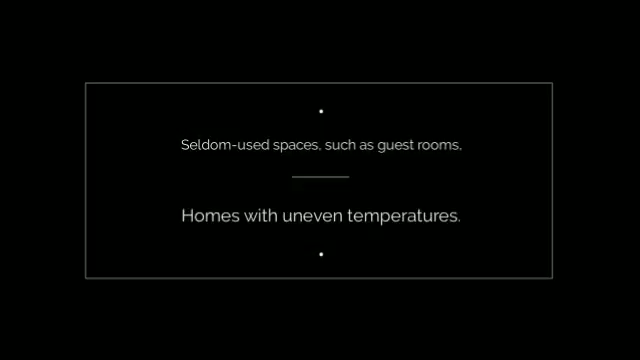 Seldom-used spaces, such as guest rooms,
Homes with uneven temperatures.